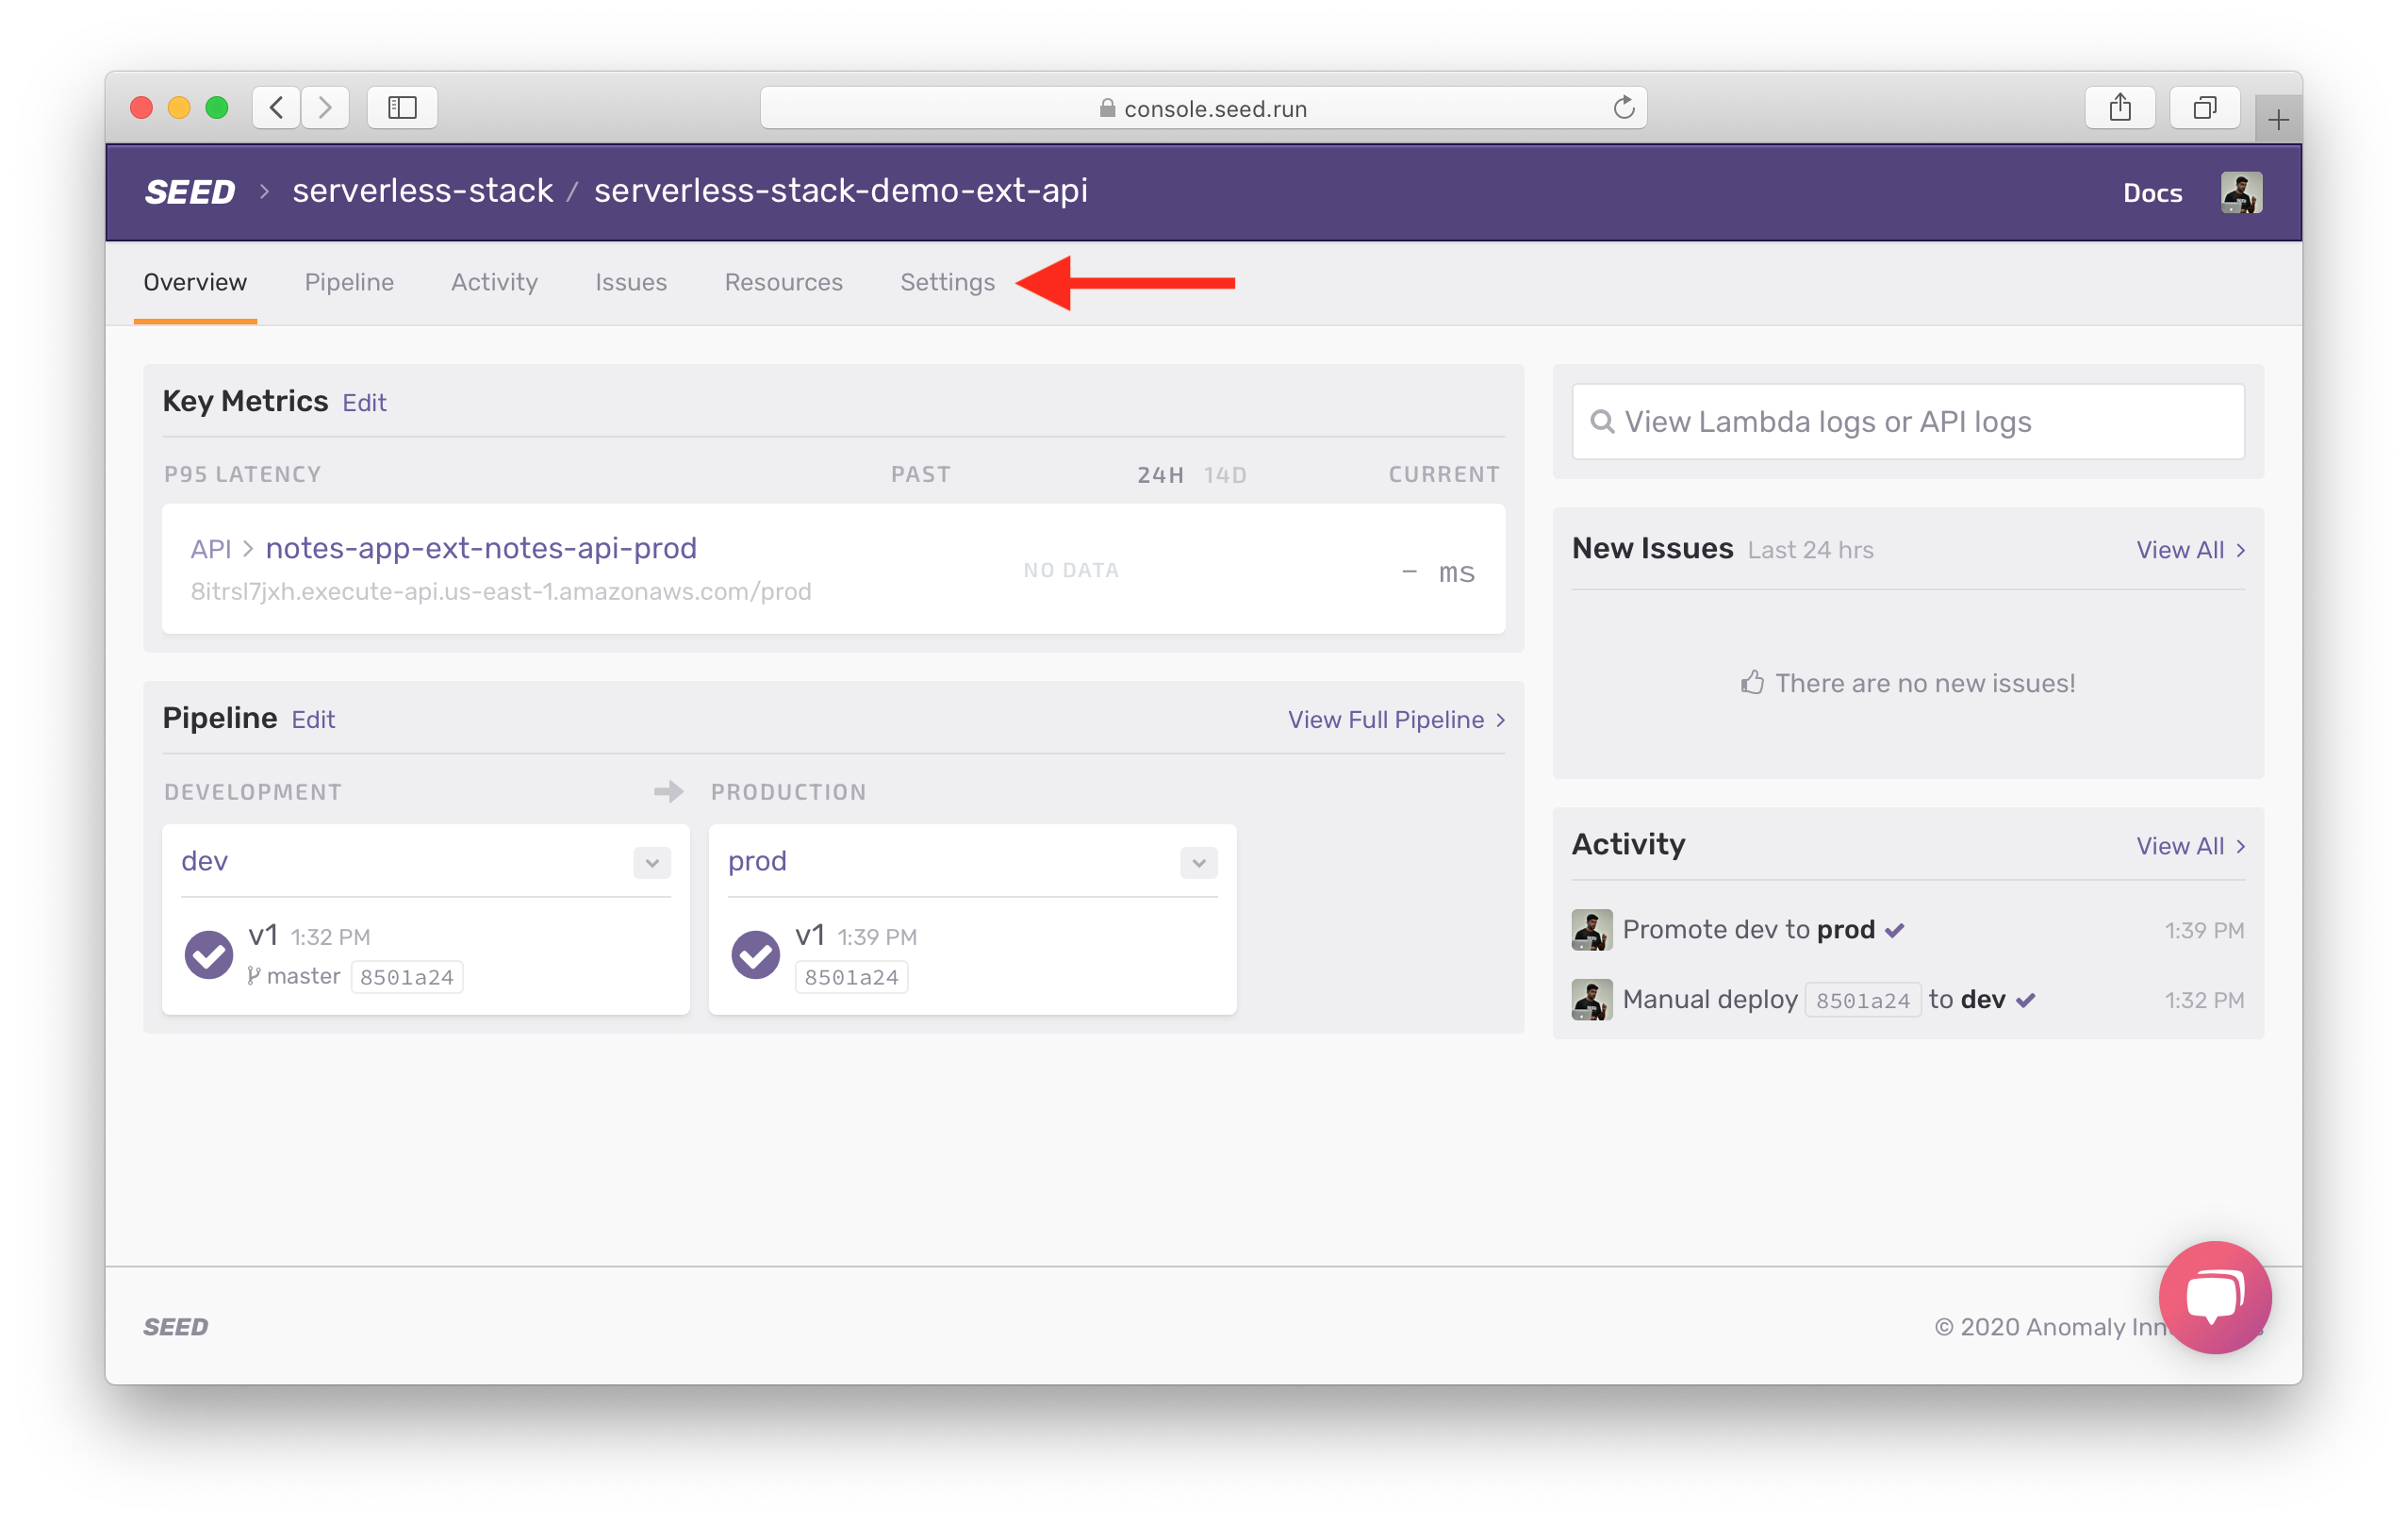 console.seed.run
SEED > serverless-stack / serverless-stack-demo-ext-api
Docs
Overview Pipeline Activity Issues Resources Settings
Key Metrics Edit
P95 LATENCY PAST 24H 14D CURRENT
API > notes-app-ext-notes-api-prod
8itrsl7jxh.execute-api.us-east-1.amazonaws.com/prod
NO DATA
– ms
Pipeline Edit
View Full Pipeline >
DEVELOPMENT
PRODUCTION
dev
v1 1:32 PM
master 8501a24
prod
v1 1:39 PM
8501a24
View Lambda logs or API logs
New Issues Last 24 hrs
View All >
There are no new issues!
Activity
View All >
Promote dev to prod 1:39 PM
Manual deploy 8501a24 to dev 1:32 PM
SEED
© 2020 Anomaly